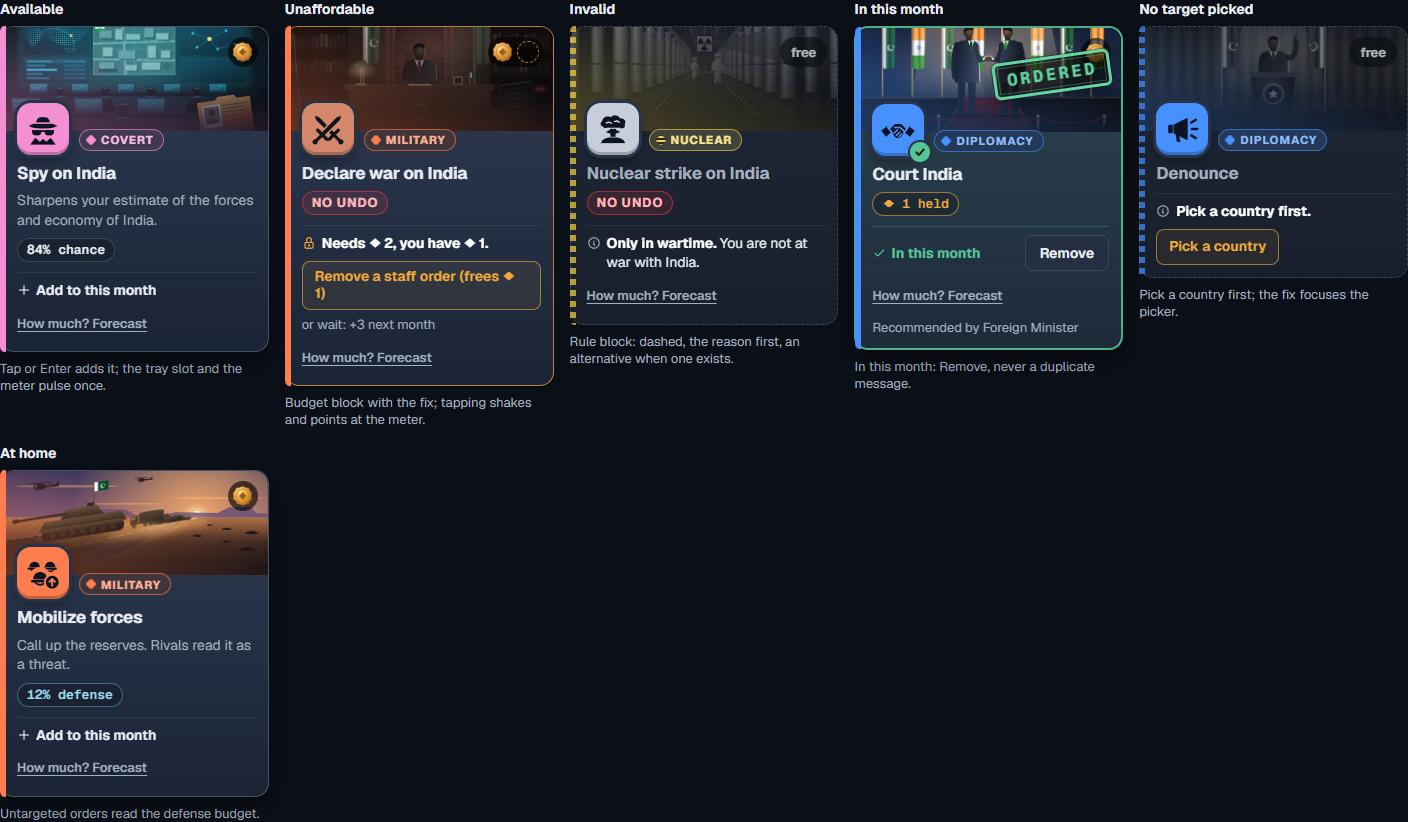 Available
COVERT
Spy on India
Sharpens your estimate of the forces
and economy of India.
84% chance
+ Add to this month
How much? Forecast
Tap or Enter adds it; the tray slot and the
meter pulse once.
Unaffordable
MILITARY
Declare war on India
NO UNDO
Needs ◆ 2, you have ◆ 1.
Remove a staff order (frees ◆
1)
or wait: +3 next month
How much? Forecast
Budget block with the fix; tapping shakes
and points at the meter.
Invalid
free
NUCLEAR
Nuclear strike on India
NO UNDO
Only in wartime. You are not at
war with India.
How much? Forecast
Rule block: dashed, the reason first, an
alternative when one exists.
In this month
ORDERED
DIPLOMACY
Court India
◆ 1 held
✓ In this month
Remove
How much? Forecast
Recommended by Foreign Minister
In this month: Remove, never a duplicate
message.
No target picked
free
DIPLOMACY
Denounce
Pick a country first.
Pick a country
Pick a country first; the fix focuses the
picker.
At home
MILITARY
Mobilize forces
Call up the reserves. Rivals read it as
a threat.
12% defense
+ Add to this month
How much? Forecast
Untargeted orders read the defense budget.